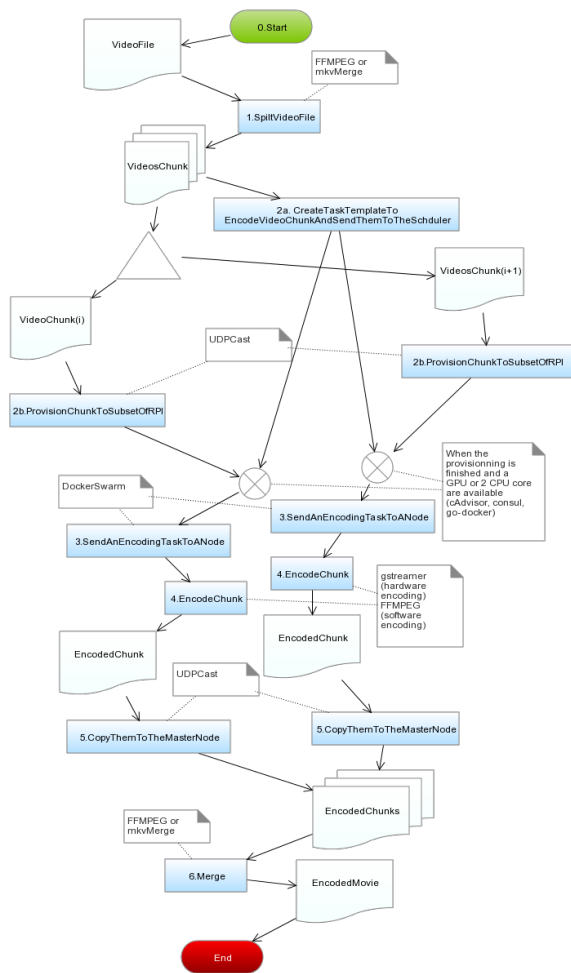 0.Start
VideoFile
FFMPEG or
mkvMerge
1.SpiltVideoFile
VideosChunk
2a. CreateTaskTemplateTo
EncodeVideoChunkAndSendThemToTheSchduler
VideosChunk(i+1)
VideoChunk(i)
UDPCast
2b.ProvisionChunkToSubsetOfRPI
2b.ProvisionChunkToSubsetOfRPI
When the
provisionning is
finished and a
GPU or 2 CPU core
are available
(cAdvisor, consul,
go-docker)
DockerSwarm
3.SendAnEncodingTaskToANode
3.SendAnEncodingTaskToANode
4.EncodeChunk
gstreamer
(hardware
encoding)
FFMPEG
(software
encoding)
4.EncodeChunk
EncodedChunk
EncodedChunk
UDPCast
5.CopyThemToTheMasterNode
5.CopyThemToTheMasterNode
EncodedChunks
FFMPEG or
mkvMerge
6.Merge
EncodedMovie
End